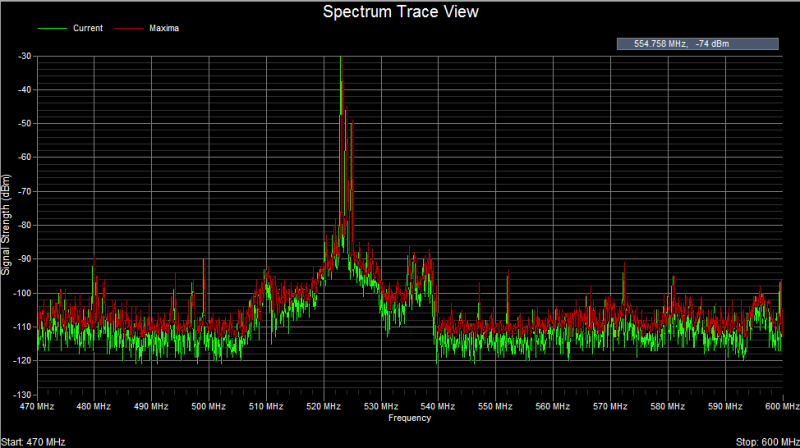 Spectrum Trace View
Current Maxima
554.758 MHz, -74 dBm
-30
-40
-50
-60
-70
-80
-90
-100
-110
-120
-130
Signal Strength (dBm)
470 MHz 480 MHz 490 MHz 500 MHz 510 MHz 520 MHz 530 MHz 540 MHz 550 MHz 560 MHz 570 MHz 580 MHz 590 MHz 600 MHz
Frequency
Start: 470 MHz Stop: 600 MHz